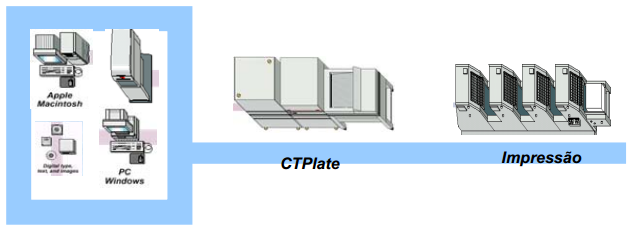 Apple
Macintosh
Digital type,
text, and images
PC
Windows
CTPlate
Impressão